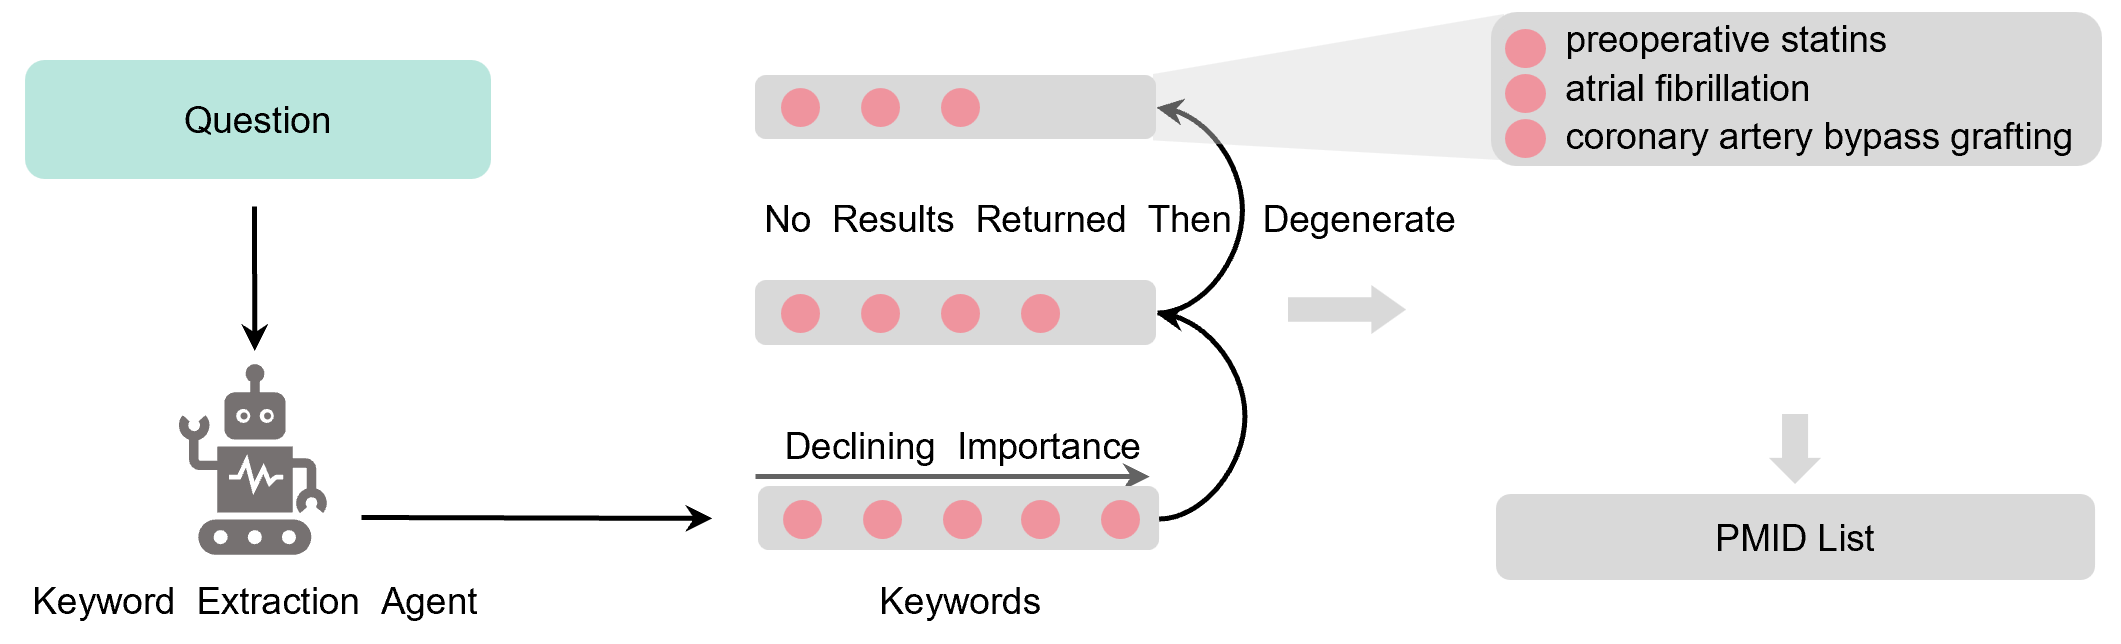 Question
preoperative statins
atrial fibrillation
coronary artery bypass grafting
No Results Returned Then Degenerate
Declining Importance
PMID List
Keyword Extraction Agent
Keywords